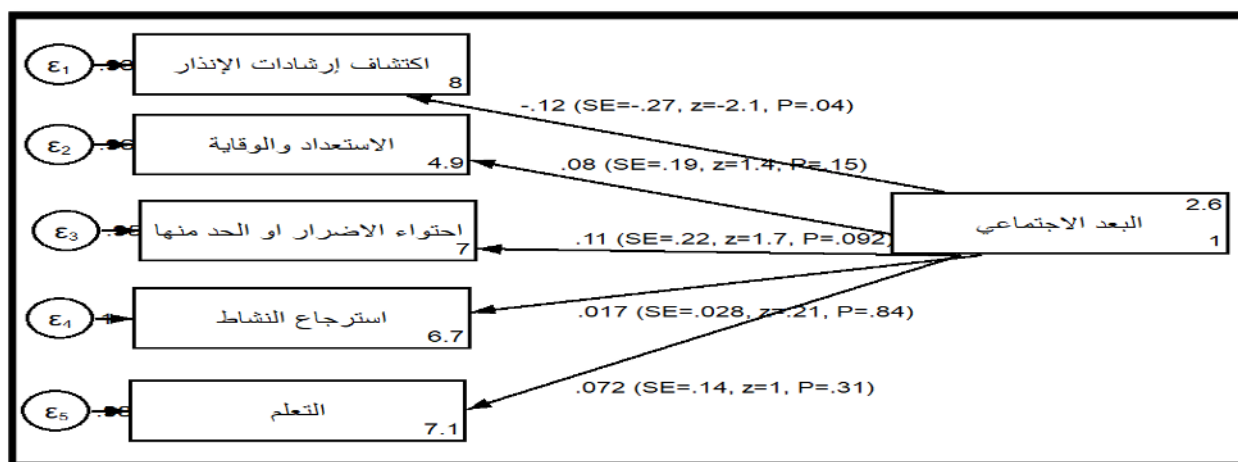 ε1
اكتشاف إرشادات الإنذار
8
-.12 (SE=-.27, z=-2.1, P=.04)
ε2
الاستعداد والوقاية
4.9
.08 (SE=.19, z=1.4, P=.15)
2.6
البعد الاجتماعي
1
ε3
احتواء الاضرار او الحد منها
7
.11 (SE=.22, z=1.7, P=.092)
ε4
استرجاع النشاط
6.7
.017 (SE=.028, z=.21, P=.84)
ε5
التعلم
7.1
.072 (SE=.14, z=1, P=.31)